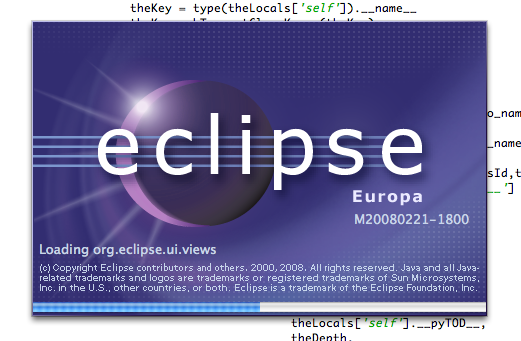 theKey = type(theLocals['self']).__name__
eclipse
o_name
_name
Europa
sId,t
__']
M20080221-1800
Loading org.eclipse.ui.views
(c) Copyright Eclipse contributors and others. 2000, 2008. All rights reserved. Java and all Java-
related trademarks and logos are trademarks or registered trademarks of Sun Microsystems,
Inc. in the U.S., other countries, or both. Eclipse is a trademark of the Eclipse Foundation, Inc.
theLocals['self'].__pyTOD__,
theDepth,